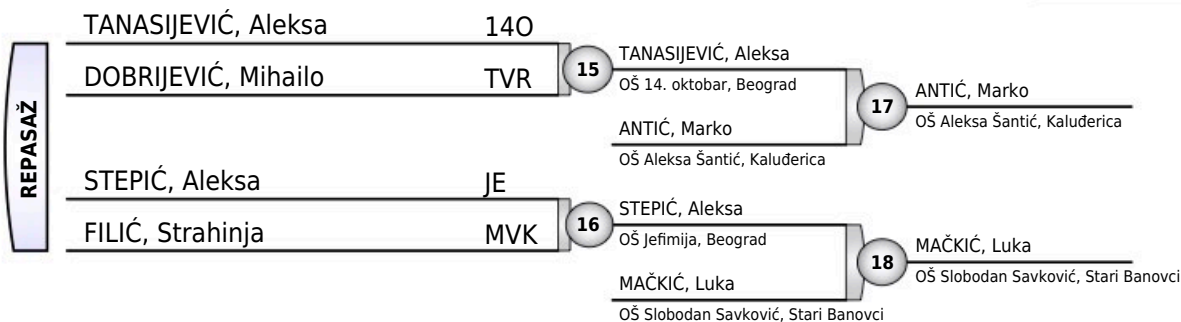 REPASAŽ
TANASIJEVIĆ, Aleksa 14O
DOBRIJEVIĆ, Mihailo TVR
STEPIĆ, Aleksa JE
FILIĆ, Strahinja MVK
15
TANASIJEVIĆ, Aleksa
OŠ 14. oktobar, Beograd
ANTIĆ, Marko
OŠ Aleksa Šantić, Kaluđerica
16
STEPIĆ, Aleksa
OŠ Jefimija, Beograd
MAČKIĆ, Luka
OŠ Slobodan Savković, Stari Banovci
17
ANTIĆ, Marko
OŠ Aleksa Šantić, Kaluđerica
18
MAČKIĆ, Luka
OŠ Slobodan Savković, Stari Banovci